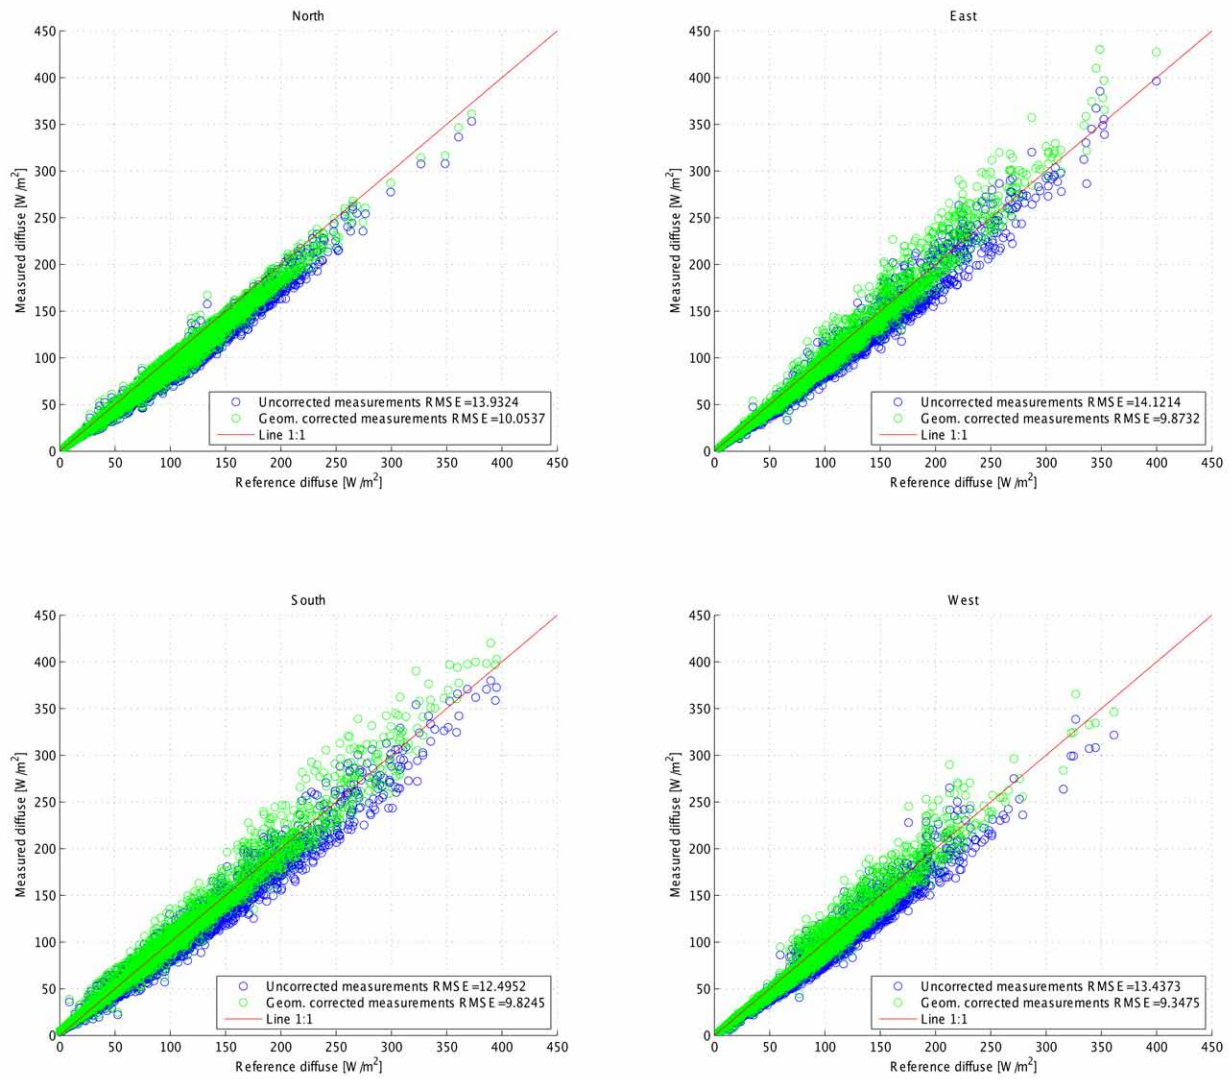 North
450
400
350
300
250
200
150
100
50
0
Measured diffuse [W/m²]
Uncorrected measurements RMSE=13.9324
Geom. corrected measurements RMSE=10.0537
Line 1:1
0 50 100 150 200 250 300 350 400 450
Reference diffuse [W/m²]
East
450
400
350
300
250
200
150
100
50
0
Measured diffuse [W/m²]
Uncorrected measurements RMSE=14.1214
Geom. corrected measurements RMSE=9.8732
Line 1:1
0 50 100 150 200 250 300 350 400 450
Reference diffuse [W/m²]
South
450
400
350
300
250
200
150
100
50
0
Measured diffuse [W/m²]
Uncorrected measurements RMSE=12.4952
Geom. corrected measurements RMSE=9.8245
Line 1:1
0 50 100 150 200 250 300 350 400 450
Reference diffuse [W/m²]
West
450
400
350
300
250
200
150
100
50
0
Measured diffuse [W/m²]
Uncorrected measurements RMSE=13.4373
Geom. corrected measurements RMSE=9.3475
Line 1:1
0 50 100 150 200 250 300 350 400 450
Reference diffuse [W/m²]